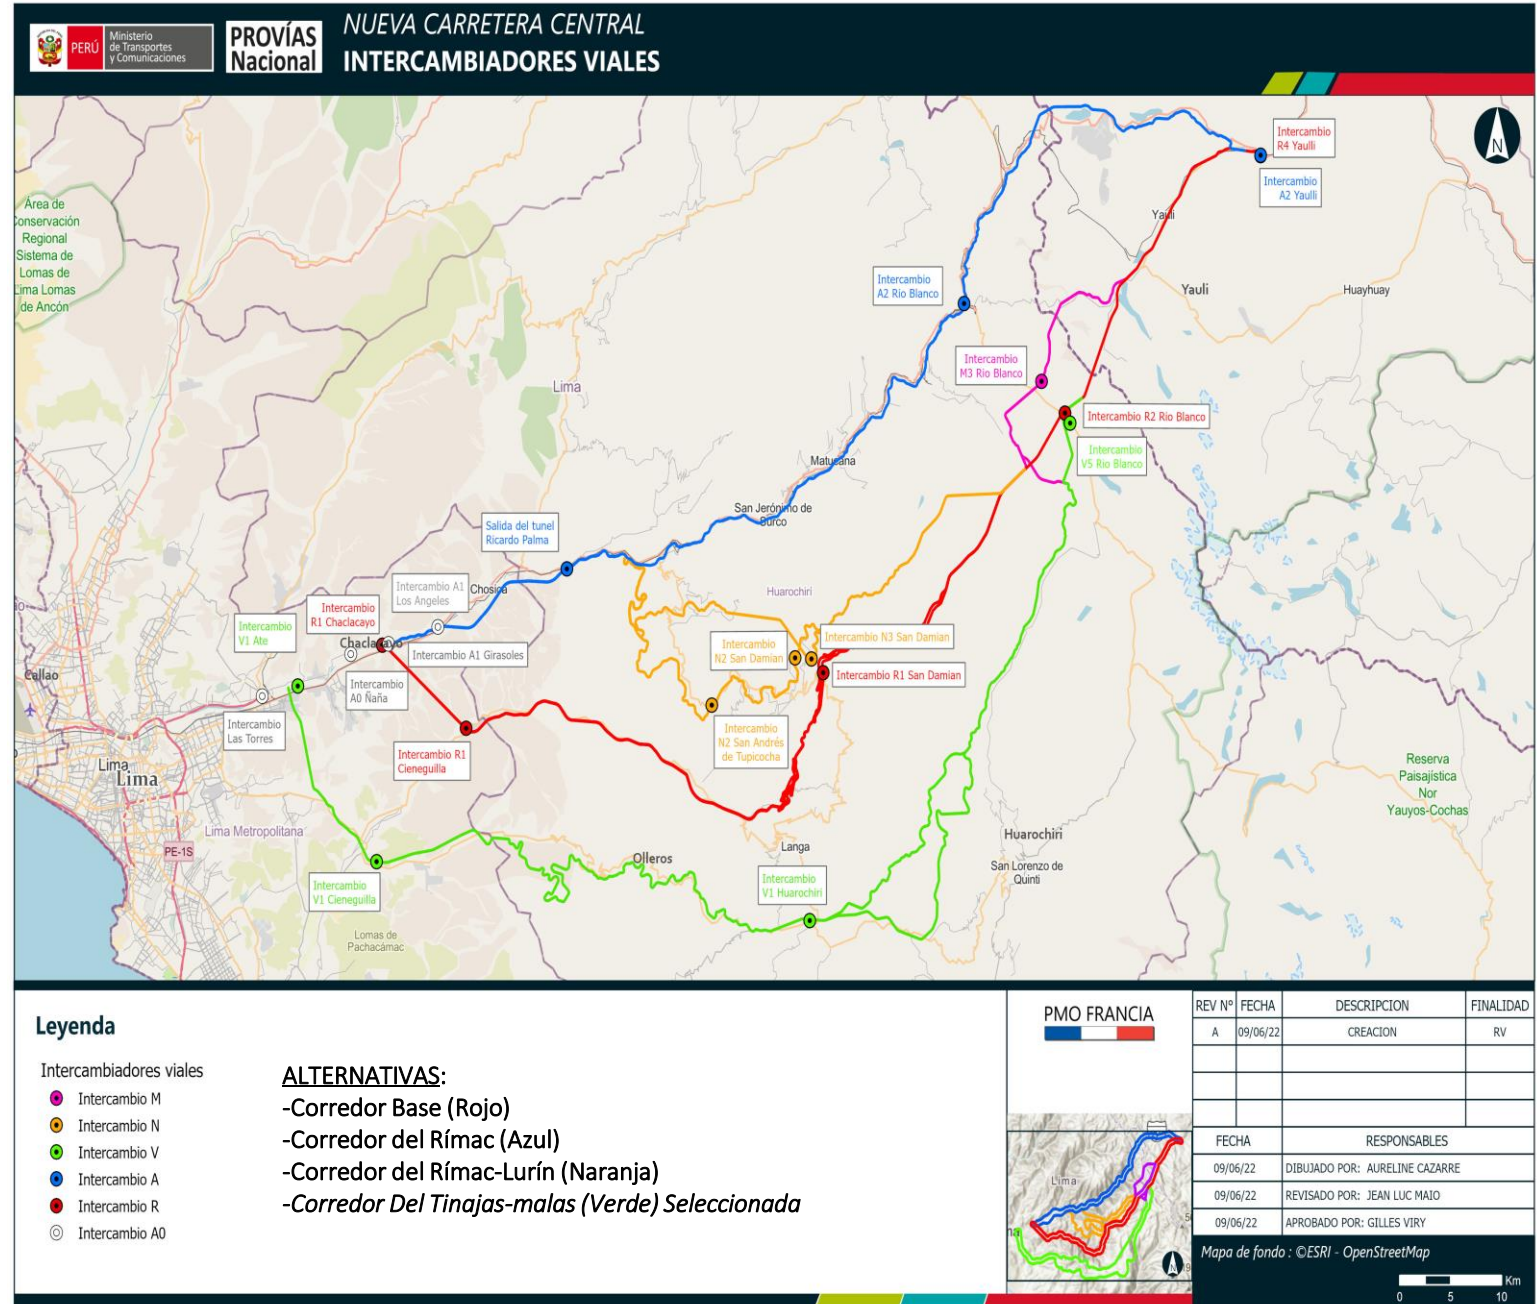 PERÚ
Ministerio
de Transportes
y Comunicaciones
PROVÍAS
Nacional
NUEVA CARRETERA CENTRAL
INTERCAMBIADORES VIALES
N
Intercambio
R4 Yaulli
Intercambio
A2 Yaulli
Área de
Conservación
Regional
Sistema de
Lomas de
Lima Lomas
de Ancón
Yauli
Intercambio
A2 Rio Blanco
Yauli
Huayhuay
Intercambio
M3 Rio Blanco
Lima
Intercambio R2 Rio Blanco
Intercambio
V5 Rio Blanco
Matucana
San Jerónimo de
Surco
Salida del tunel
Ricardo Palma
Intercambio A1
Los Angeles
Chosica
Huarochiri
Intercambio
R1 Chaclacayo
Intercambio
V1 Ate
Chaclacayo
Intercambio A1 Girasoles
Intercambio N3 San Damian
Intercambio
N2 San Damian
Intercambio R1 San Damian
Callao
Intercambio
A0 Ñaña
Intercambio
Las Torres
Intercambio R1
Cieneguilla
Intercambio
N2 San Andrés
de Tupicocha
Lima
Lima
Reserva
Paisajística
Nor
Yauyos-Cochas
Lima Metropolitana
PE-1S
Huarochiri
Langa
Olleros
San Lorenzo de
Quinti
Intercambio
V1 Cieneguilla
Intercambio
V1 Huarochiri
Lomas de
Pachacámac
Leyenda
Intercambiadores viales
Intercambio M
Intercambio N
Intercambio V
Intercambio A
Intercambio R
Intercambio A0
ALTERNATIVAS:
-Corredor Base (Rojo)
-Corredor del Rímac (Azul)
-Corredor del Rímac-Lurín (Naranja)
-Corredor Del Tinajas-malas (Verde) Seleccionada
PMO FRANCIA
Lima
N
REV Nº FECHA DESCRIPCION FINALIDAD
A 09/06/22 CREACION RV
FECHA RESPONSABLES
09/06/22 DIBUJADO POR: AURELINE CAZARRE
09/06/22 REVISADO POR: JEAN LUC MAIO
09/06/22 APROBADO POR: GILLES VIRY
Mapa de fondo : ©ESRI - OpenStreetMap
Km
0 5 10